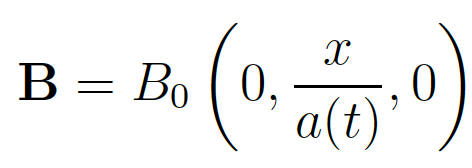 B = B₀ (0, x/a(t), 0)